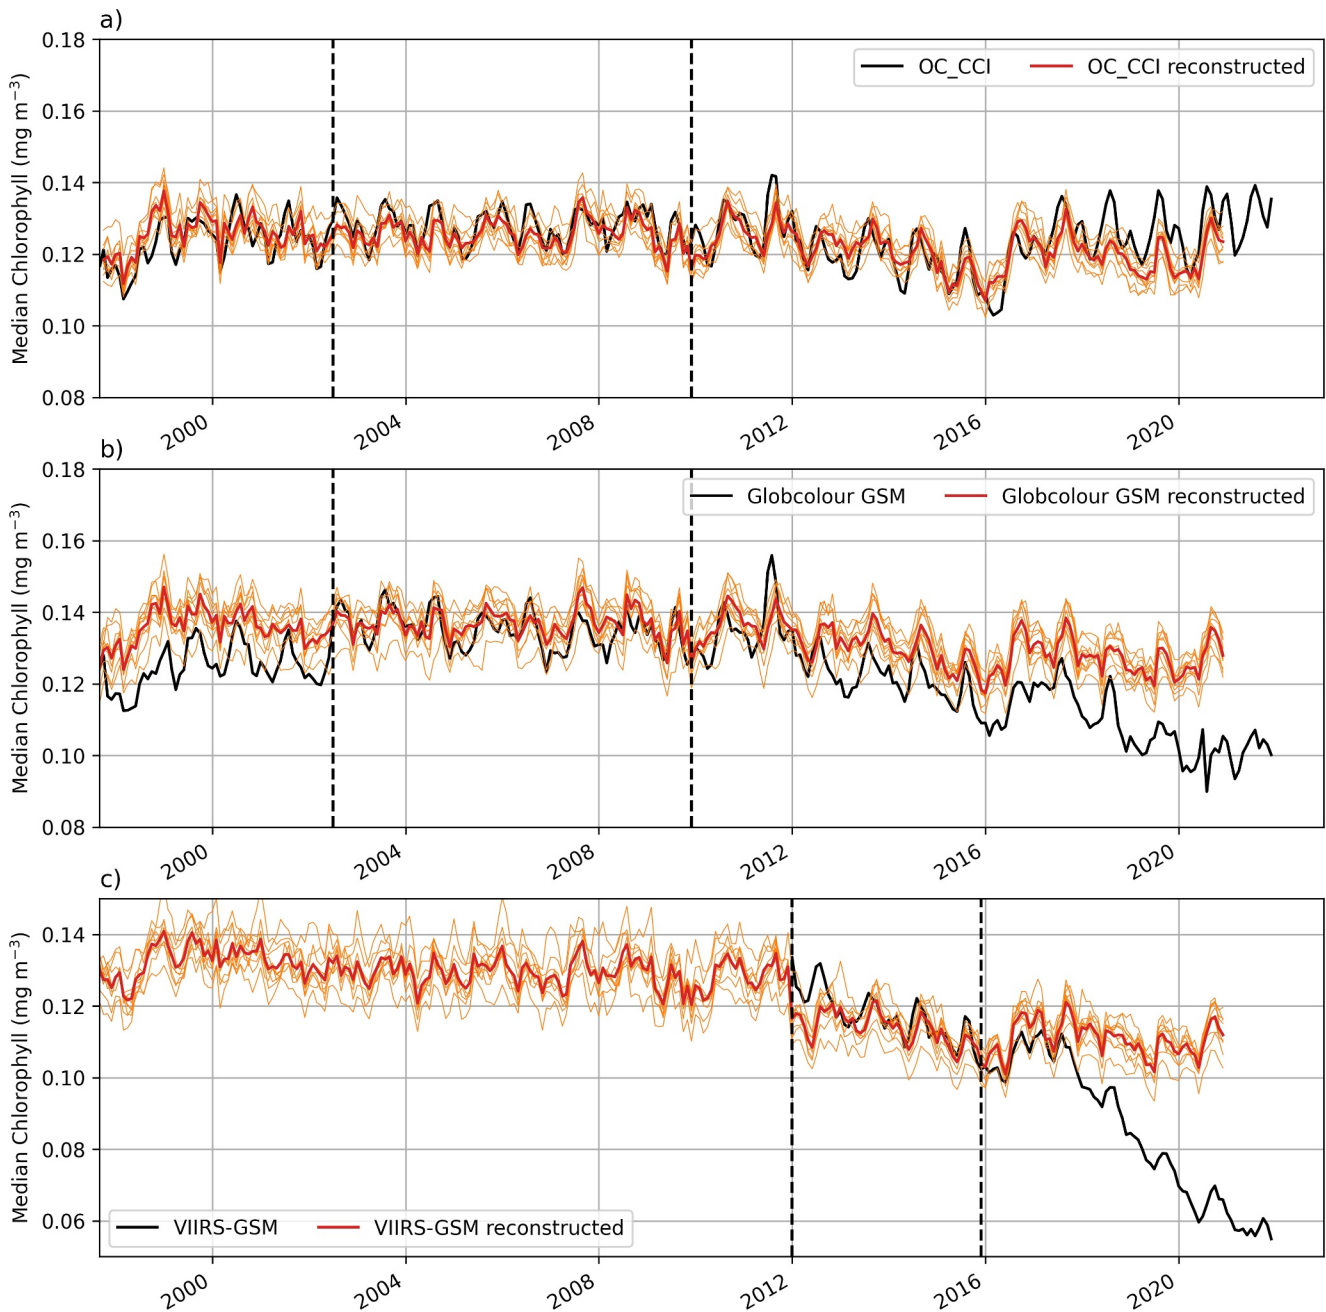 a)
Median Chlorophyll (mg m⁻³)
0.18
0.16
0.14
0.12
0.10
0.08
OC_CCI
OC_CCI reconstructed
2000
2004
2008
2012
2016
2020
b)
Median Chlorophyll (mg m⁻³)
0.18
0.16
0.14
0.12
0.10
0.08
Globcolour GSM
Globcolour GSM reconstructed
2000
2004
2008
2012
2016
2020
c)
Median Chlorophyll (mg m⁻³)
0.14
0.12
0.10
0.08
0.06
VIIRS-GSM
VIIRS-GSM reconstructed
2000
2004
2008
2012
2016
2020